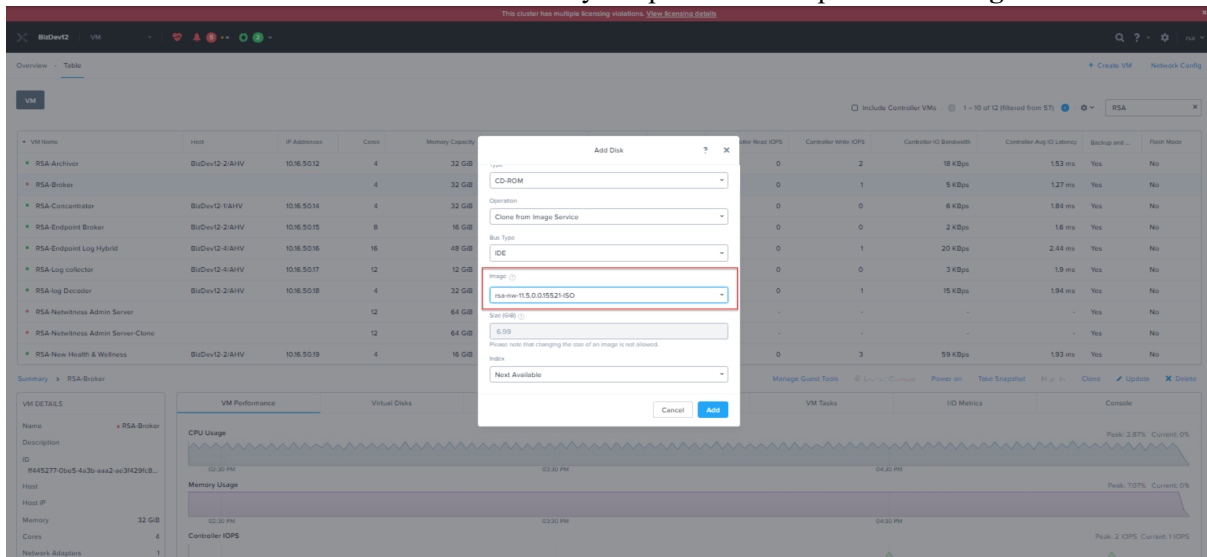 This cluster has multiple licensing violations. View licensing details
BizDev12 VM 5 2 ? rsa
Overview · Table + Create VM Network Config
VM Include Controller VMs 1 – 10 of 12 (filtered from 57) RSA
VM Name Host IP Addresses Cores Memory Capacity Controller Write IOPS Controller IO Bandwidth Controller Avg IO Latency Backup and ... Flash Mode
RSA-Archiver BizDev12-2/AHV 10.16.50.12 4 32 GiB 0 2 18 KBps 1.53 ms Yes No
RSA-Broker 4 32 GiB 0 1 5 KBps 1.27 ms Yes No
RSA-Concentrator BizDev12-1/AHV 10.16.50.14 4 32 GiB 0 0 6 KBps 1.84 ms Yes No
RSA-Endpoint Broker BizDev12-2/AHV 10.16.50.15 8 16 GiB 0 0 2 KBps 1.6 ms Yes No
RSA-Endpoint Log Hybrid BizDev12-4/AHV 10.16.50.16 16 48 GiB 0 1 20 KBps 2.44 ms Yes No
RSA-Log collector BizDev12-4/AHV 10.16.50.17 12 12 GiB 0 0 3 KBps 1.9 ms Yes No
RSA-log Decoder BizDev12-2/AHV 10.16.50.18 4 32 GiB 0 1 15 KBps 1.94 ms Yes No
RSA-Netwitness Admin Server 12 64 GiB - - - - Yes No
RSA-Netwitness Admin Server-Clone 12 64 GiB - - - - Yes No
RSA-New Health & Wellness BizDev12-2/AHV 10.16.50.19 4 16 GiB 0 3 59 KBps 1.93 ms Yes No
Add Disk ? ×
Type
CD-ROM
Operation
Clone from Image Service
Bus Type
IDE
Image ?
rsa-nw-11.5.0.0.15521-ISO
Size (GiB) ?
6.99
Please note that changing the size of an image is not allowed.
Index
Next Available
Cancel Add
Summary > RSA-Broker Manage Guest Tools Power on Take Snapshot Clone Update Delete
VM DETAILS VM Performance Virtual Disks VM Tasks I/O Metrics Console
Name RSA-Broker
Description
ID
Host
Host IP
Memory 32 GiB
Cores 4
Network Adapters 1
CPU Usage Peak: 2.87% Current: 0%
02:30 PM 03:30 PM 04:30 PM
Memory Usage Peak: 7.07% Current: 0%
02:30 PM 03:30 PM 04:30 PM
Controller IOPS Peak: 2 IOPS Current: 1 IOPS